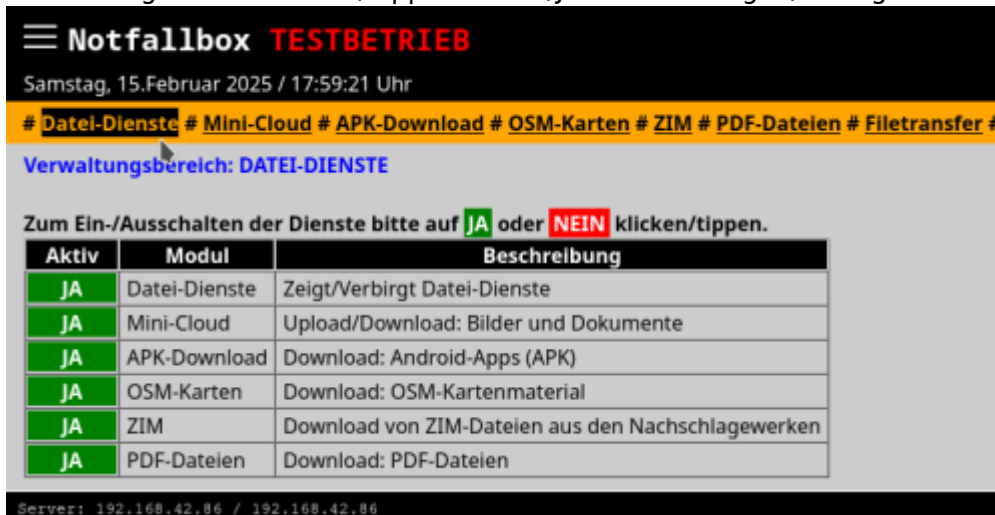 Notfallbox TESTBETRIEB
Samstag, 15.Februar 2025 / 17:59:21 Uhr
# Datei-Dienste # Mini-Cloud # APK-Download # OSM-Karten # ZIM # PDF-Dateien # Filetransfer #
Verwaltungsbereich: DATEI-DIENSTE
Zum Ein-/Ausschalten der Dienste bitte auf JA oder NEIN klicken/tippen.
Aktiv Modul Beschreibung
JA Datei-Dienste Zeigt/Verbirgt Datei-Dienste
JA Mini-Cloud Upload/Download: Bilder und Dokumente
JA APK-Download Download: Android-Apps (APK)
JA OSM-Karten Download: OSM-Kartenmaterial
JA ZIM Download von ZIM-Dateien aus den Nachschlagewerken
JA PDF-Dateien Download: PDF-Dateien
Server: 192.168.42.86 / 192.168.42.86